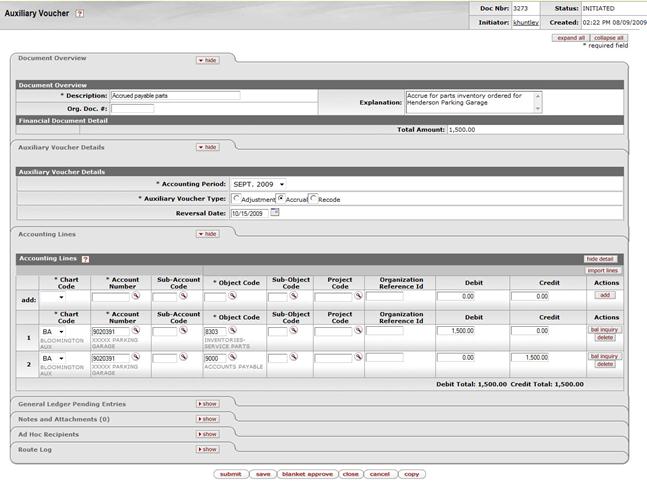 Auxiliary Voucher ?
Doc Nbr: 3273 Status: INITIATED
Initiator: khuntley Created: 02:22 PM 08/09/2009
expand all collapse all
* required field
Document Overview hide
Document Overview
* Description: Accrued payable parts
Explanation: Accrue for parts inventory ordered for Henderson Parking Garage
Org. Doc. #:
Financial Document Detail
Total Amount: 1,500.00
Auxiliary Voucher Details hide
Auxiliary Voucher Details
* Accounting Period: SEPT. 2009
* Auxiliary Voucher Type: Adjustment Accrual Recode
Reversal Date: 10/15/2009
Accounting Lines hide
Accounting Lines ? hide detail
import lines
* Chart Code * Account Number Sub-Account Code * Object Code Sub-Object Code Project Code Organization Reference Id Debit Credit Actions
add: 0.00 0.00 add
* Chart Code * Account Number Sub-Account Code * Object Code Sub-Object Code Project Code Organization Reference Id Debit Credit Actions
1 BA 9020391 8303 1,500.00 0.00 bal inquiry
BLOOMINGTON AUX XXXXX PARKING GARAGE INVENTORIES-SERVICE PARTS delete
2 BA 9020391 9000 0.00 1,500.00 bal inquiry
BLOOMINGTON AUX XXXXX PARKING GARAGE ACCOUNTS PAYABLE delete
Debit Total: 1,500.00 Credit Total: 1,500.00
General Ledger Pending Entries show
Notes and Attachments (0) show
Ad Hoc Recipients show
Route Log show
submit save blanket approve close cancel copy